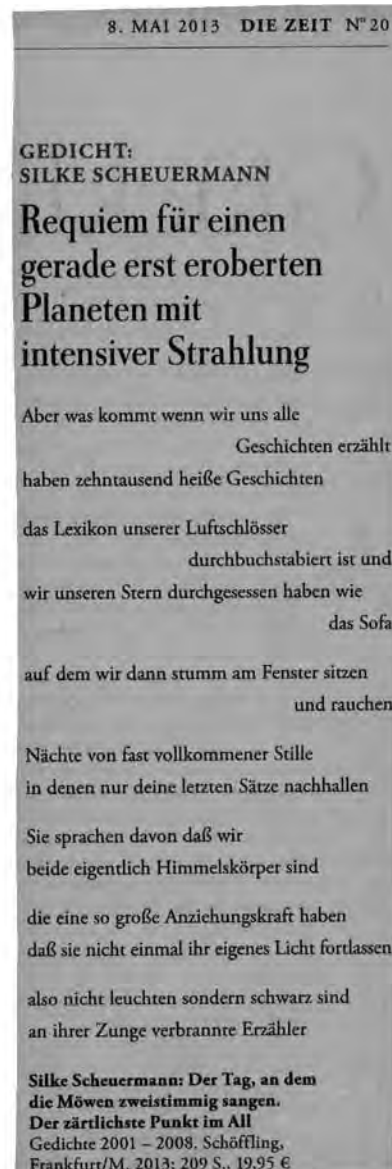 8. MAI 2013 DIE ZEIT N° 20
GEDICHT:
SILKE SCHEUERMANN
Requiem für einen
gerade erst eroberten
Planeten mit
intensiver Strahlung
Aber was kommt wenn wir uns alle
Geschichten erzählt
haben zehntausend heiße Geschichten
das Lexikon unserer Luftschlösser
durchbuchstabiert ist und
wir unseren Stern durchgesessen haben wie
das Sofa
auf dem wir dann stumm am Fenster sitzen
und rauchen
Nächte von fast vollkommener Stille
in denen nur deine letzten Sätze nachhallen
Sie sprachen davon daß wir
beide eigentlich Himmelskörper sind
die eine so große Anziehungskraft haben
daß sie nicht einmal ihr eigenes Licht fortlassen
also nicht leuchten sondern schwarz sind
an ihrer Zunge verbrannte Erzähler
Silke Scheuermann: Der Tag, an dem
die Möwen zweistimmig sangen.
Der zärtlichste Punkt im All
Gedichte 2001 – 2008. Schöffling,
Frankfurt/M. 2013; 209 S., 19,95 €